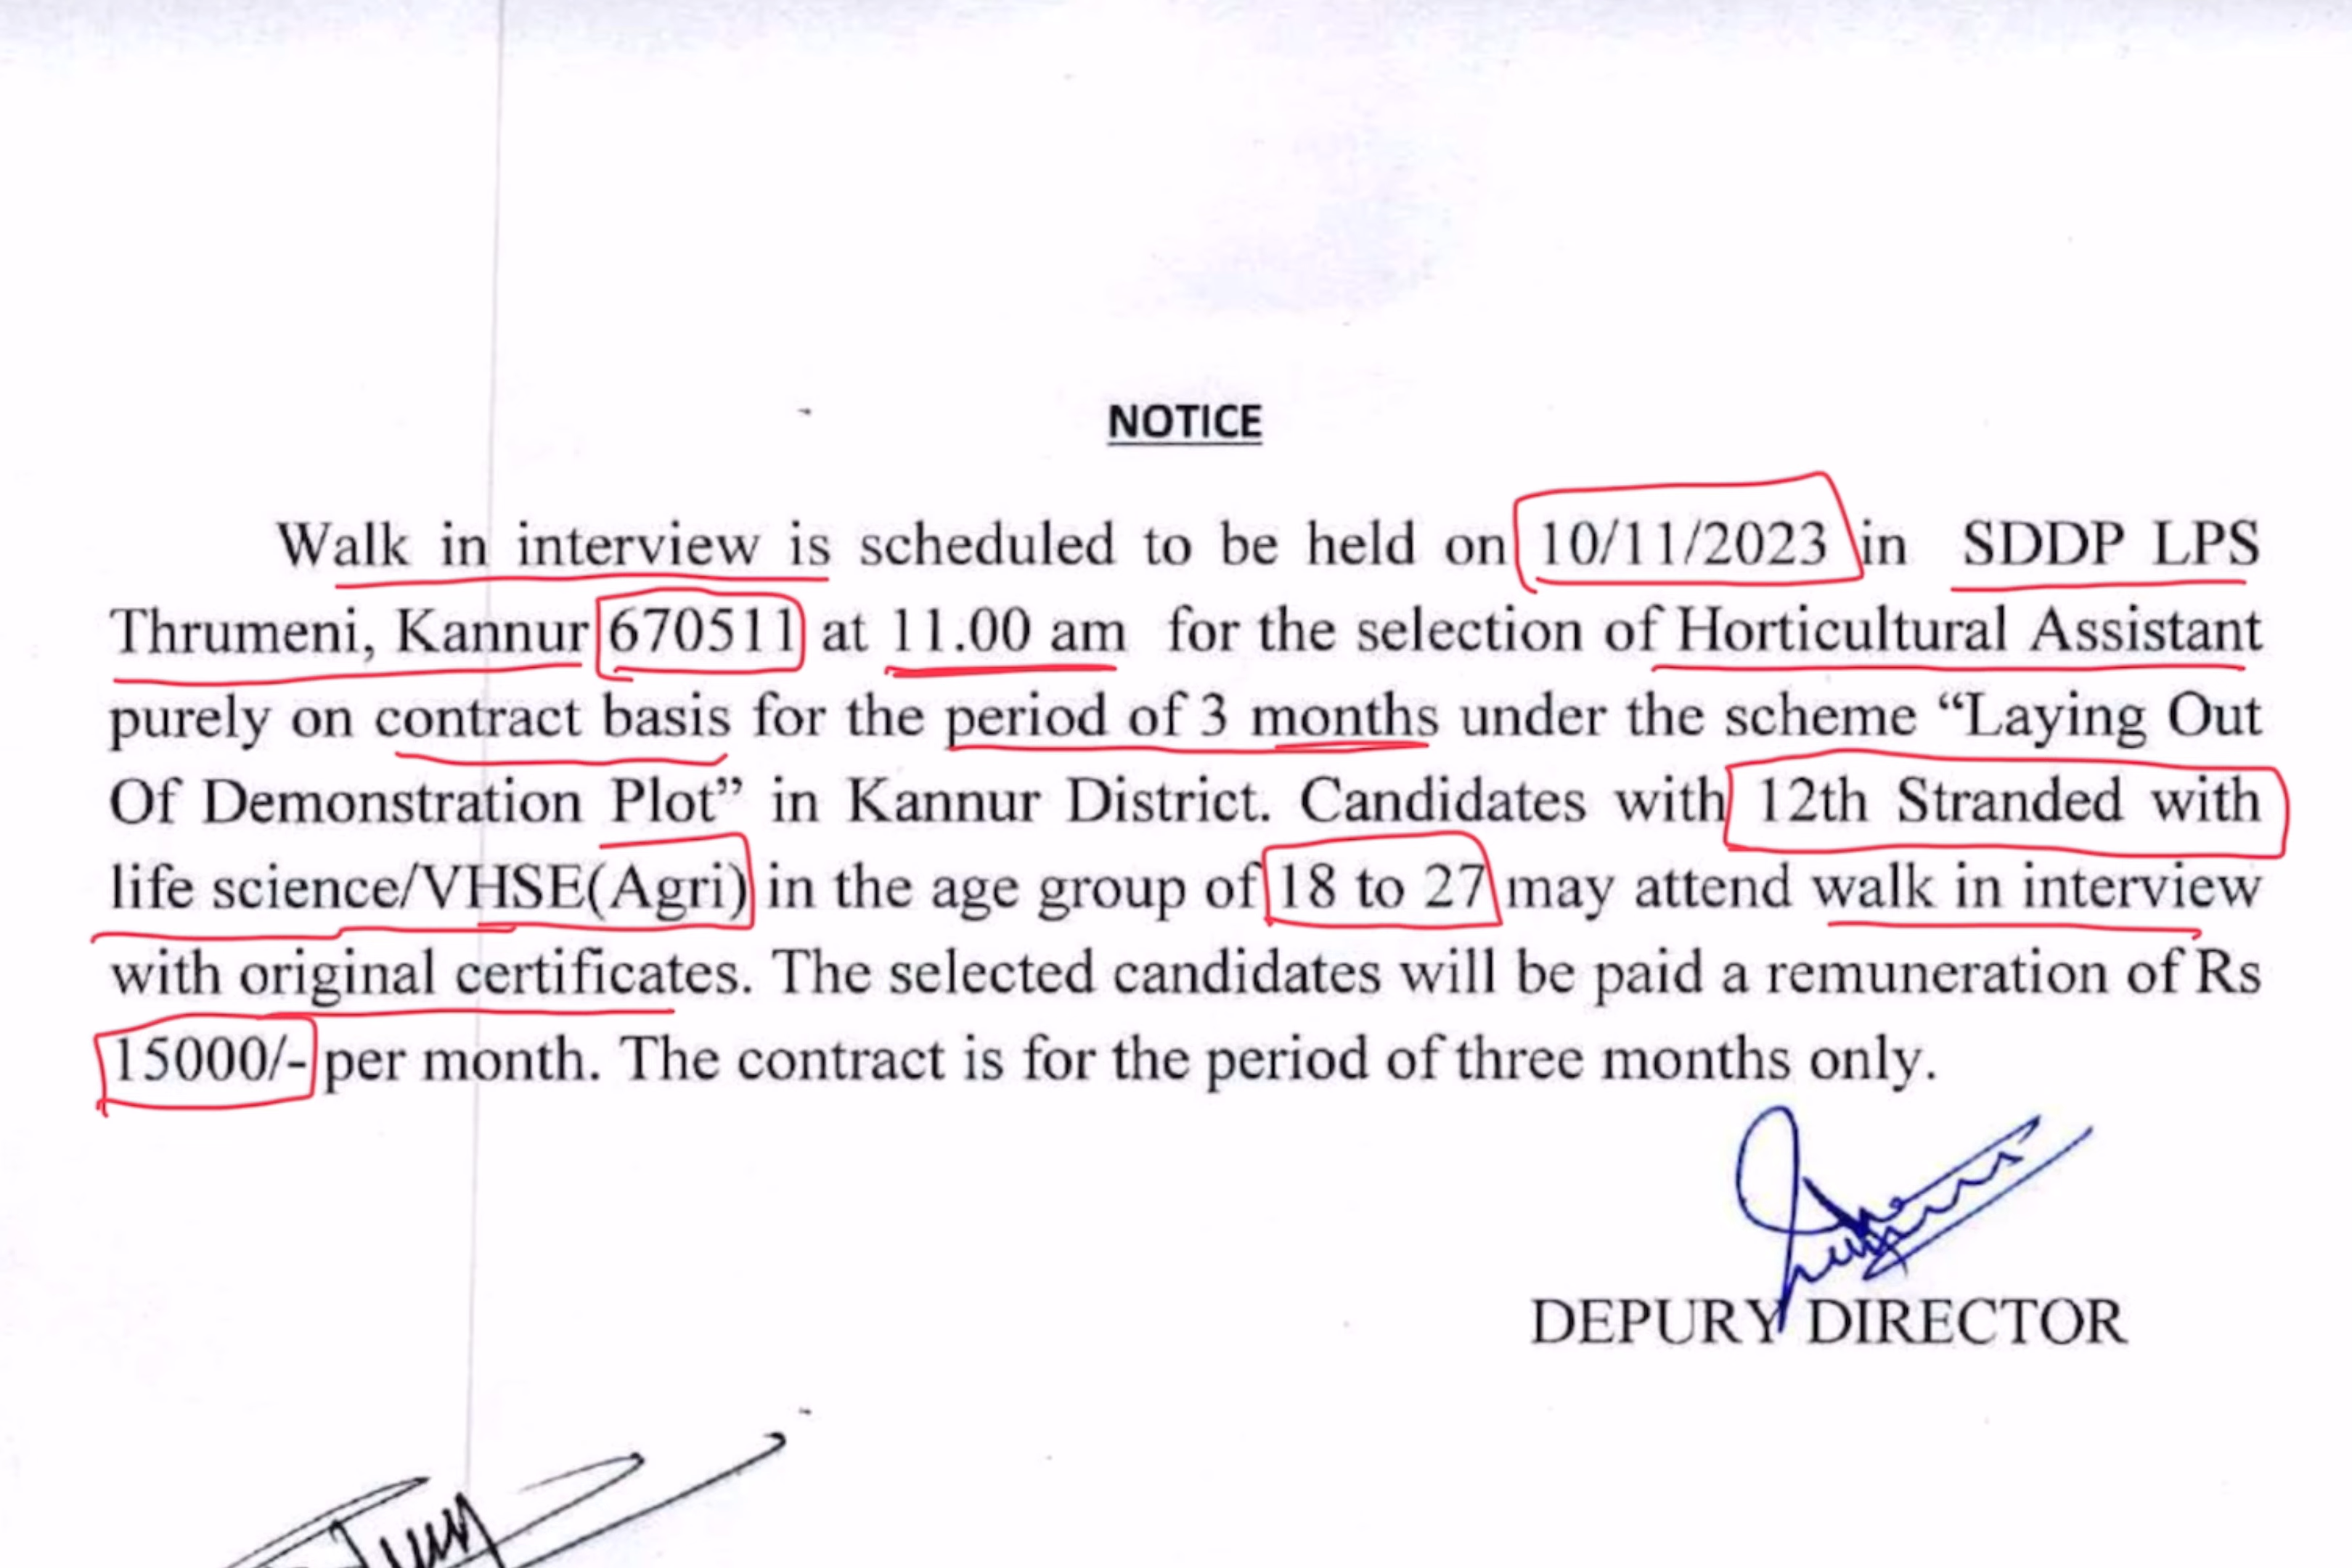 NOTICE
Walk in interview is scheduled to be held on 10/11/2023 in SDDP LPS
Thrumeni, Kannur 670511 at 11.00 am for the selection of Horticultural Assistant
purely on contract basis for the period of 3 months under the scheme “Laying Out
Of Demonstration Plot” in Kannur District. Candidates with 12th Stranded with
life science/VHSE(Agri) in the age group of 18 to 27 may attend walk in interview
with original certificates. The selected candidates will be paid a remuneration of Rs
15000/- per month. The contract is for the period of three months only.
DEPURY DIRECTOR